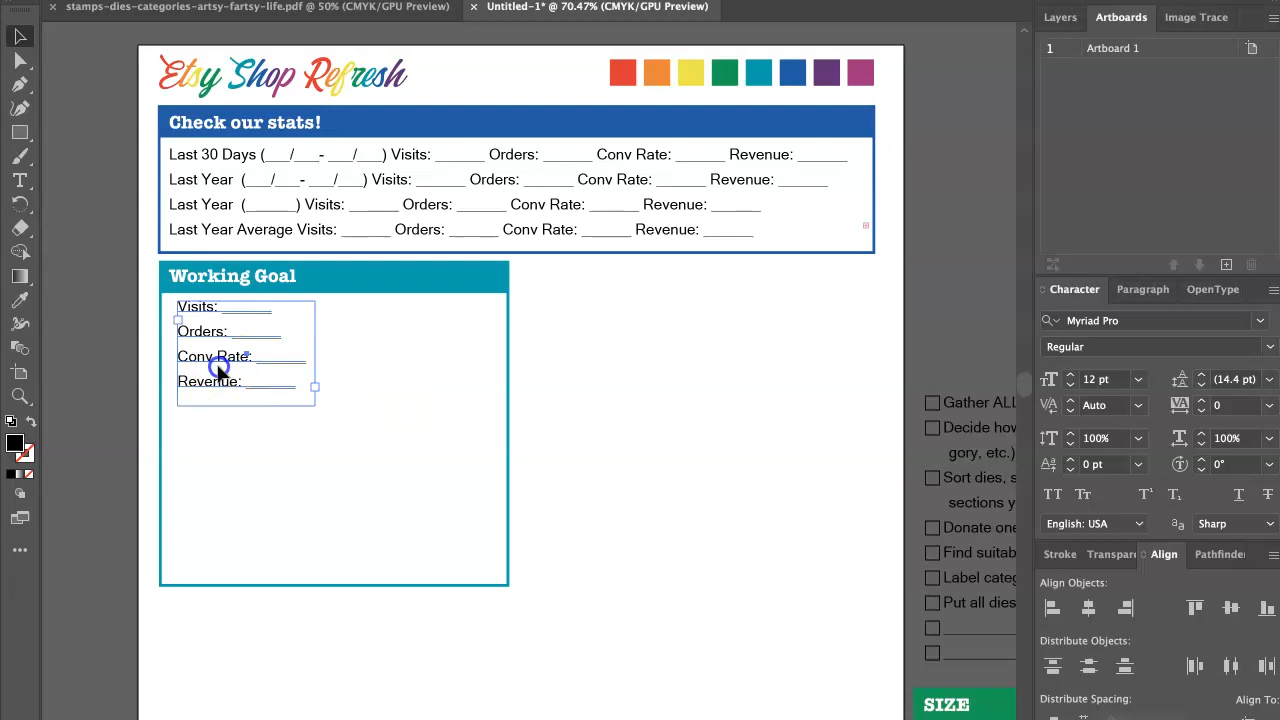 stamps-dies-categories-artsy-fartsy-life.pdf @ 50% (CMYK/GPU Preview)
Untitled-1* @ 70.47% (CMYK/GPU Preview)
Layers Artboards Image Trace
1 Artboard 1
Etsy Shop Refresh
Check our stats!
Last 30 Days (___/___- ___/___) Visits: ______ Orders: ______ Conv Rate: ______ Revenue: ______
Last Year (___/___- ___/___) Visits: ______ Orders: ______ Conv Rate: ______ Revenue: ______
Last Year (______) Visits: ______ Orders: ______ Conv Rate: ______ Revenue: ______
Last Year Average Visits: ______ Orders: ______ Conv Rate: ______ Revenue: ______
Working Goal
Visits: ______
Orders: ______
Conv Rate: ______
Revenue: ______
Gather ALL
Decide how
gory, etc.)
Sort dies, s
sections y
Donate one
Find suitab
Label categ
Put all dies
SIZE
Character Paragraph OpenType
Myriad Pro
Regular
12 pt (14.4 pt)
Auto 0
100% 100%
0 pt 0°
English: USA Sharp
Stroke Transpar Align Pathfinde
Align Objects:
Distribute Objects:
Distribute Spacing: Align To: